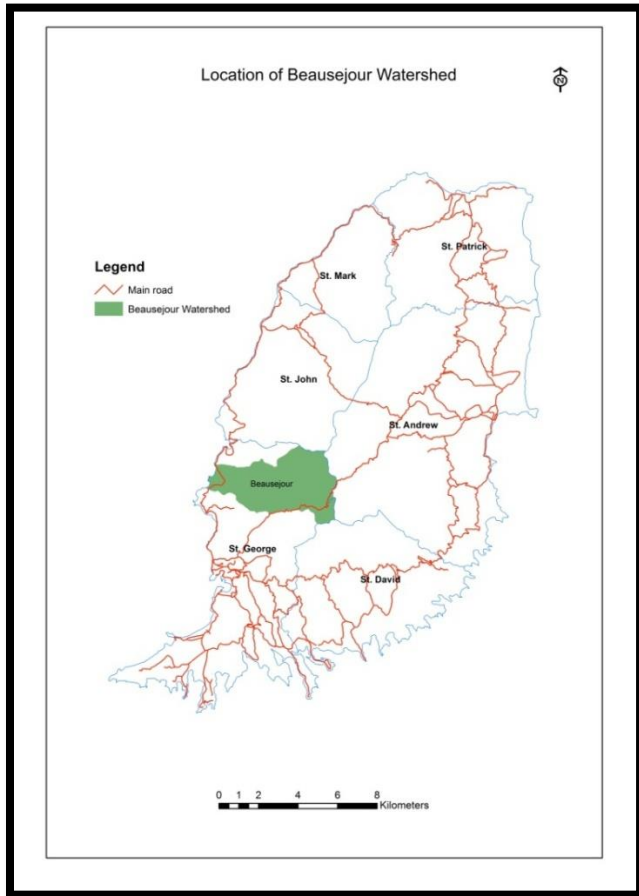 Location of Beausejour Watershed
N
St. Patrick
Legend
St. Mark
Main road
Beausejour Watershed
St. John
St. Andrew
Beausejour
St. George
St. David
0 1 2 4 6 8
Kilometers